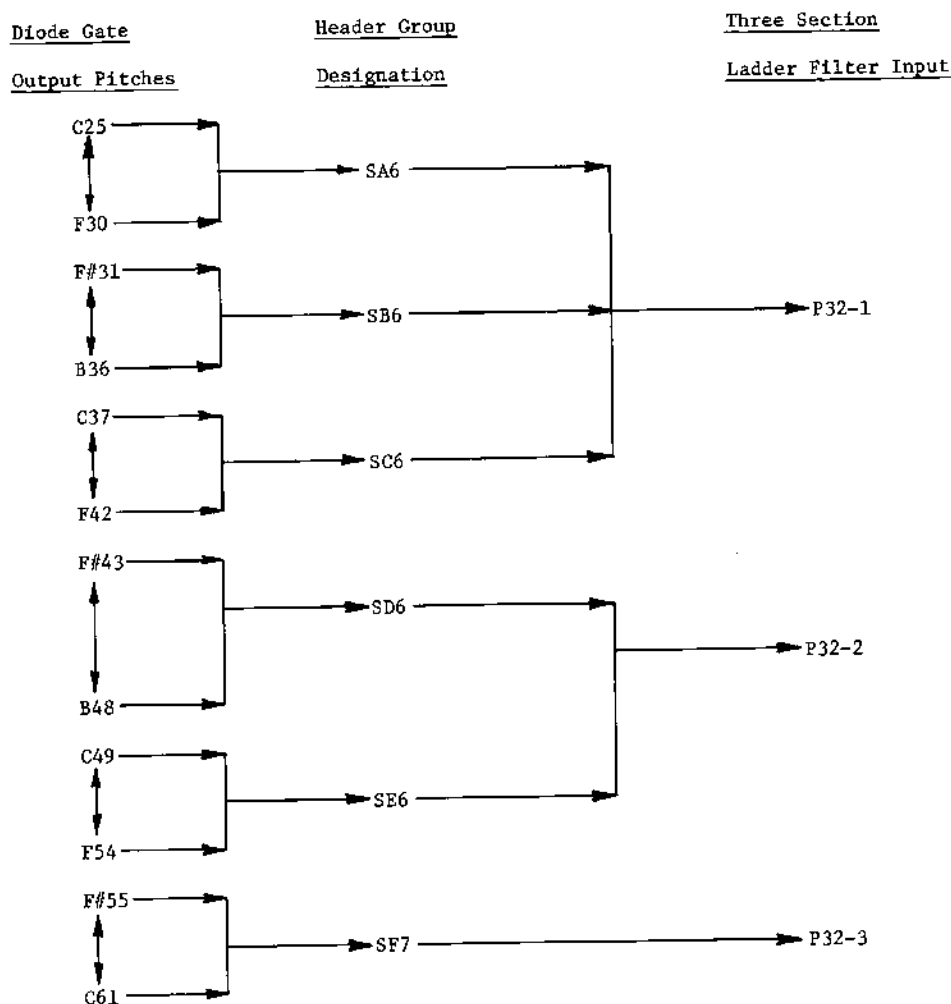 Diode Gate
Output Pitches
Header Group
Designation
Three Section
Ladder Filter Input
C25
F30
SA6
F#31
B36
SB6
P32-1
C37
F42
SC6
F#43
B48
SD6
P32-2
C49
F54
SE6
F#55
C61
SF7
P32-3